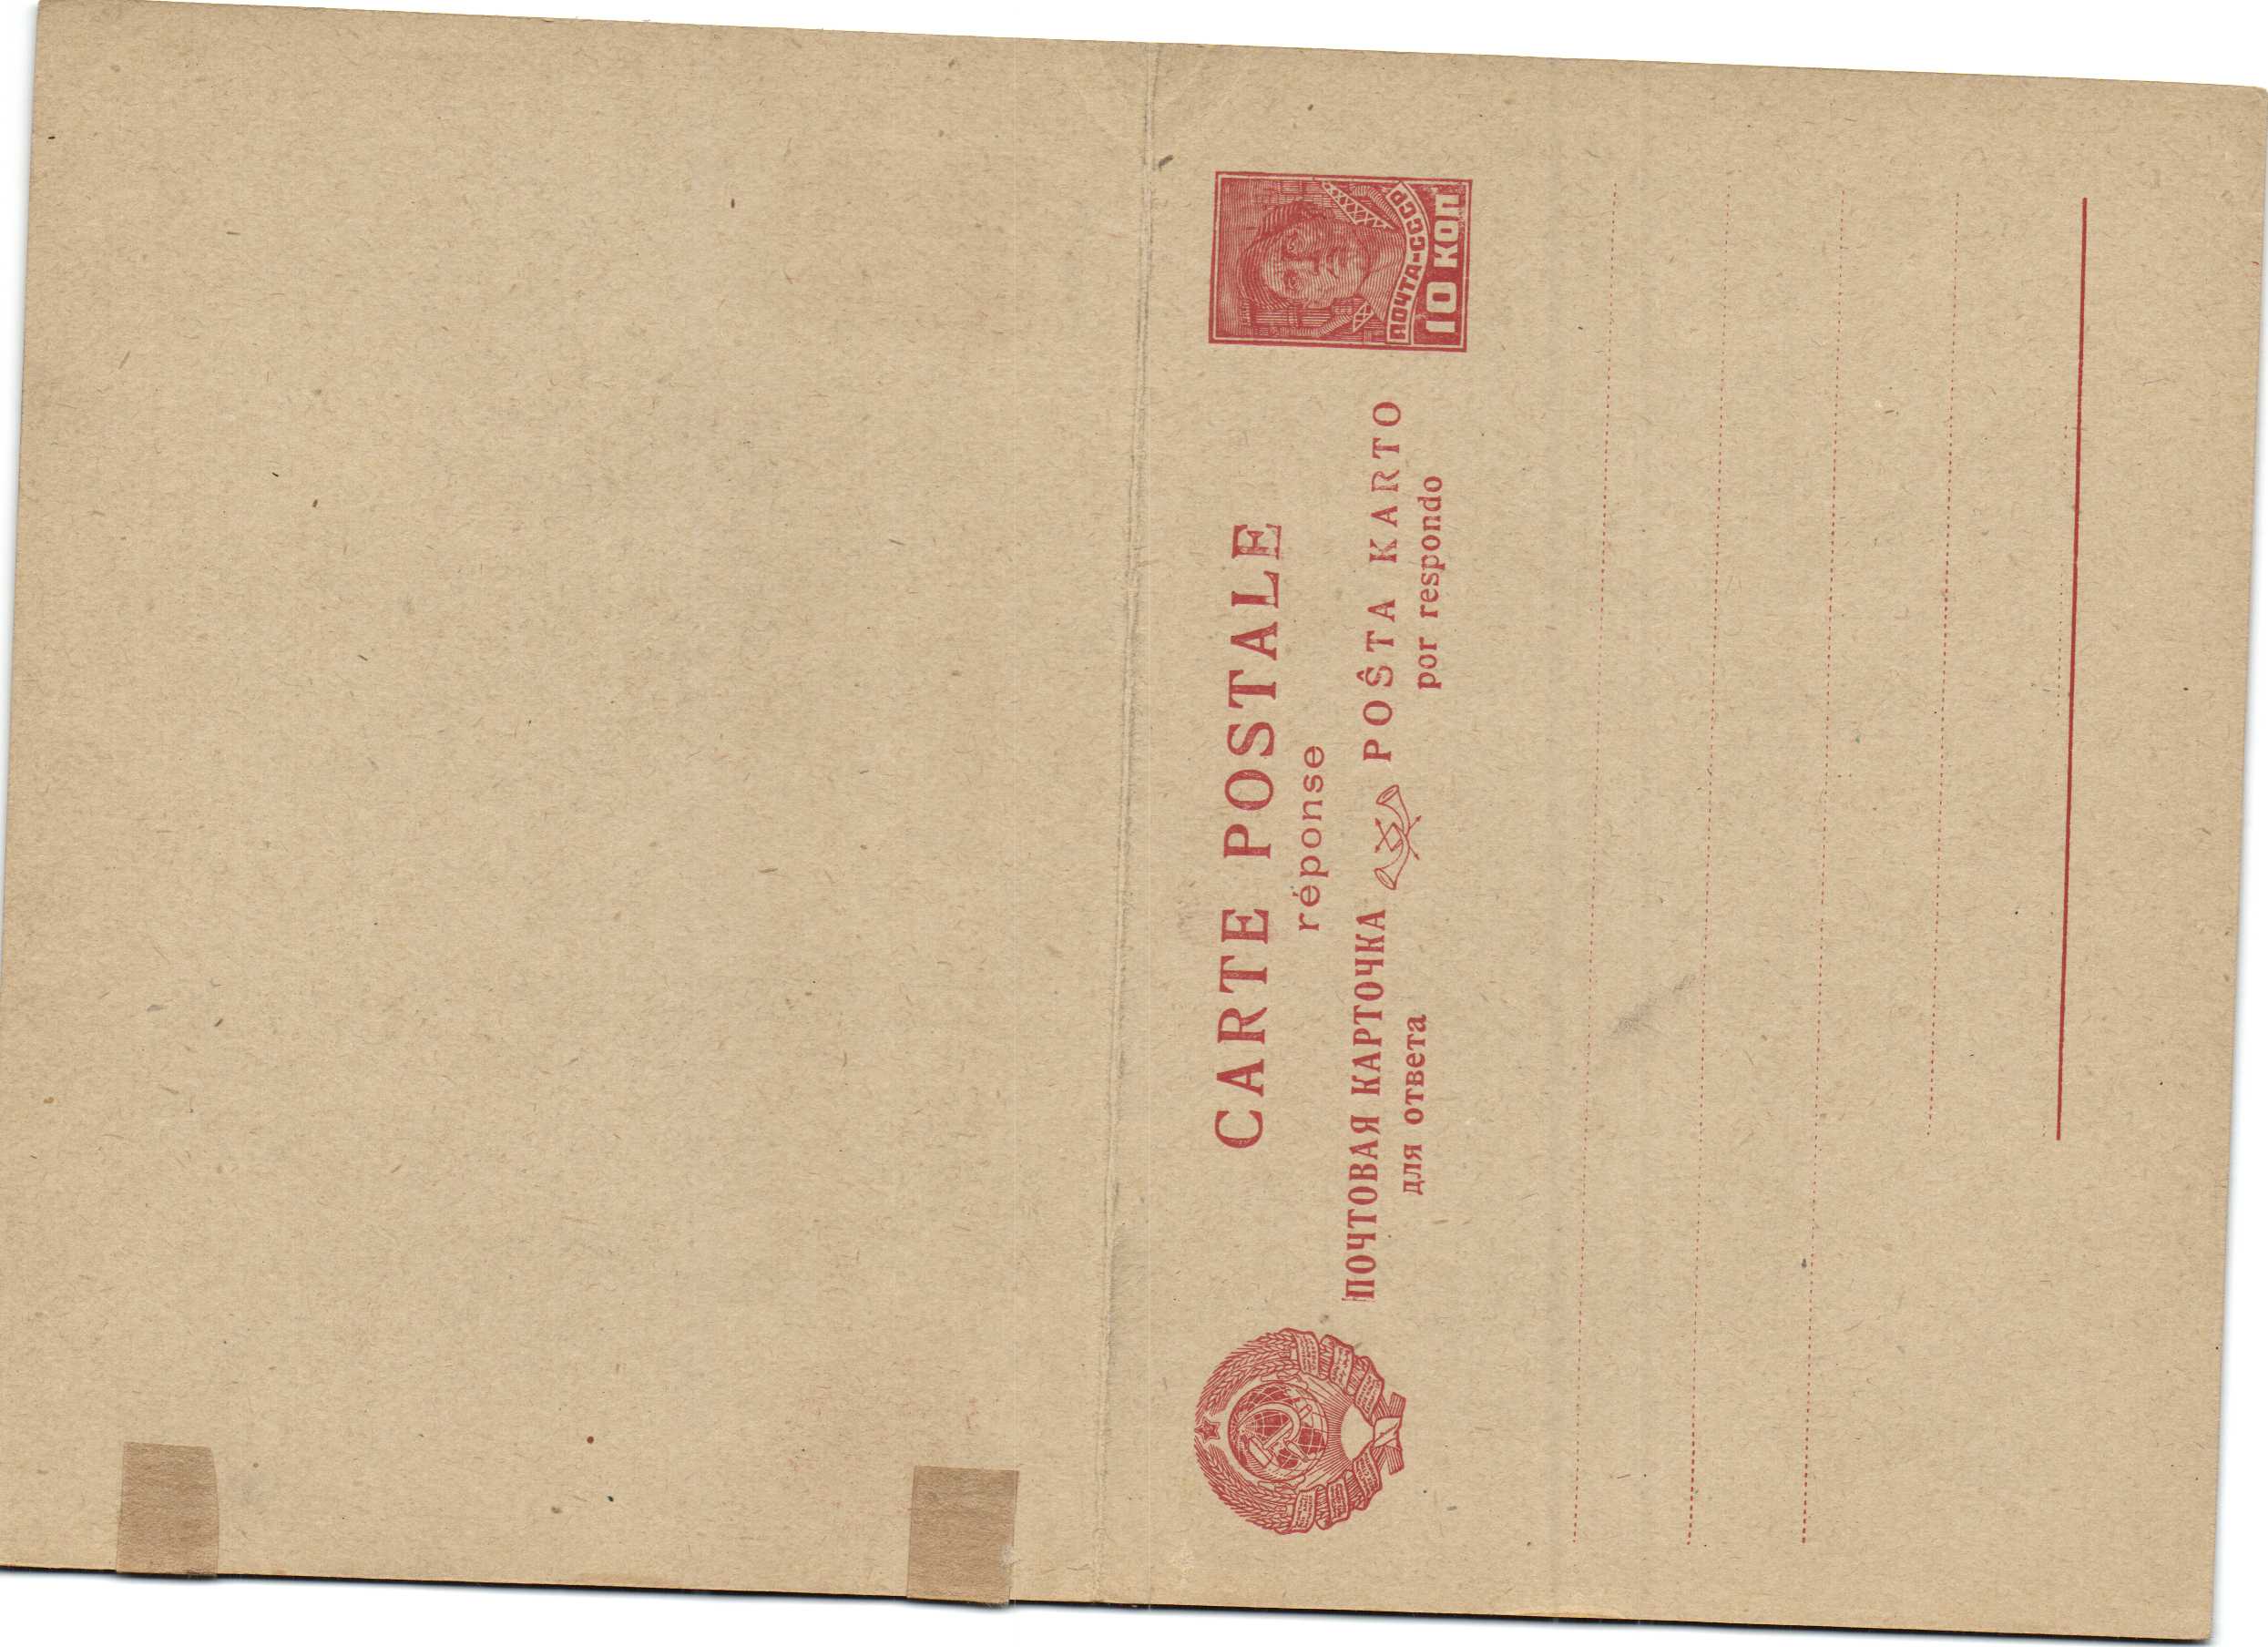 CARTE POSTALE
réponse
ПОЧТОВАЯ КАРТОЧКА POŜTA KARTO
для ответа por respondo
ПОЧТА-СССР
10 КОП